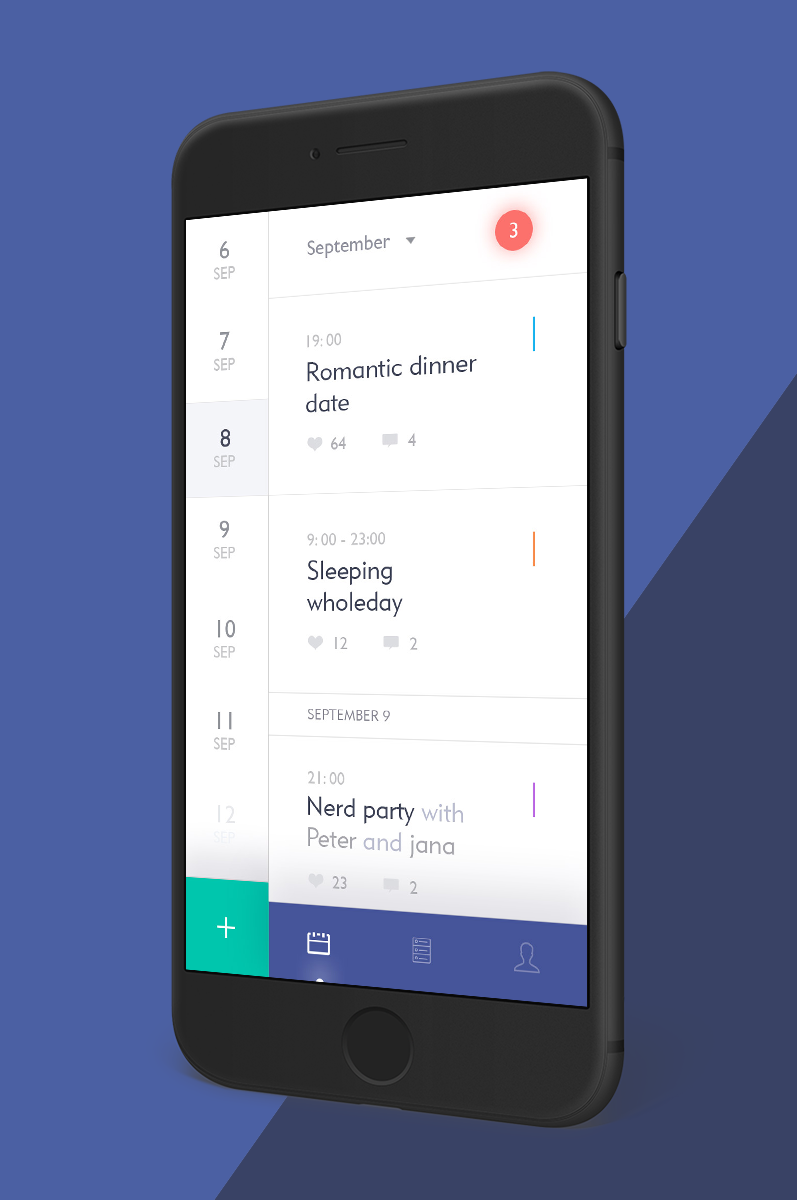 6
SEP
7
SEP
8
SEP
9
SEP
10
SEP
11
SEP
12
SEP
September
3
19:00
Romantic dinner
date
64 4
9:00 - 23:00
Sleeping
wholeday
12 2
SEPTEMBER 9
21:00
Nerd party with
Peter and jana
23 2